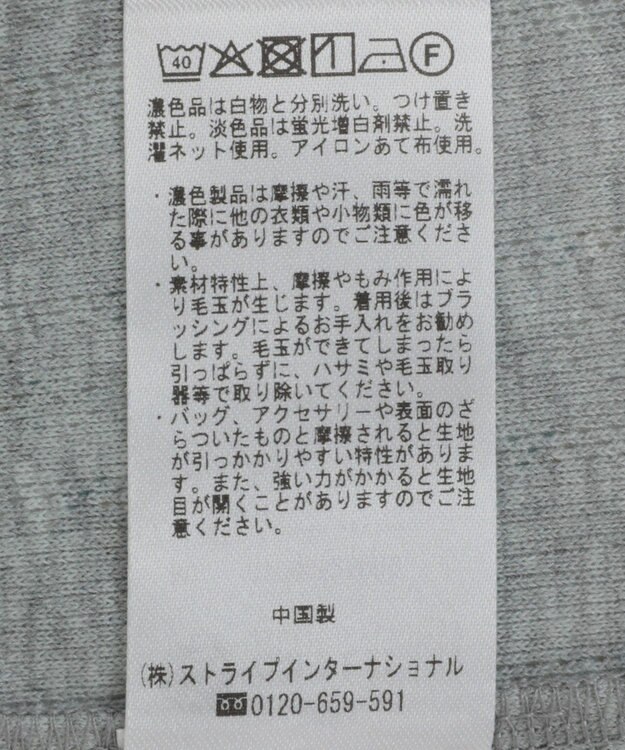 40 F
濃色品は白物と分別洗い。つけ置き
禁止。淡色品は蛍光増白剤禁止。洗
濯ネット使用。アイロンあて布使用。
・濃色製品は摩擦や汗、雨等で濡れ
た際に他の衣類や小物類に色が移
る事がありますのでご注意くださ
い。
・素材特性上、摩擦やもみ作用によ
り毛玉が生じます。着用後はブラ
ッシングによるお手入れをお勧め
します。毛玉ができてしまったら
引っぱらずに、ハサミや毛玉取り
器等で取り除いてください。
・バッグ、アクセサリーや表面のざ
らついたものと摩擦されると生地
が引っかかりやすい特性がありま
す。また、強い力がかかると生地
目が開くことがありますのでご注
意ください。
中国製
(株)ストライプインターナショナル
0120-659-591